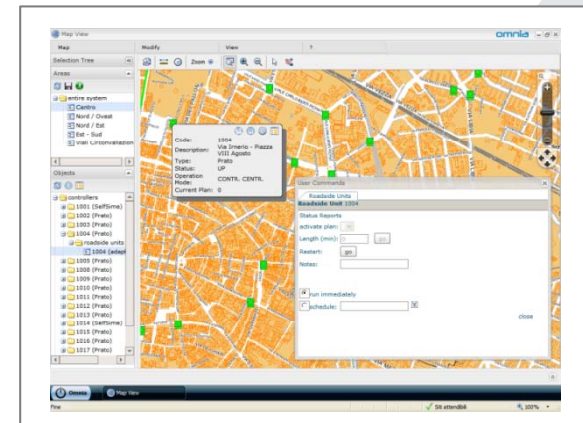 Map View
omnia
Map Modify View ?
Selection Tree
Zoom
Areas
entire system
Centro
Nord / Ovest
Nord / Est
Est - Sud
Viali Circonvallazion
Objects
controllers
1001 (SelfSime)
1002 (Prato)
1003 (Prato)
1004 (Prato)
roadside units
1004 (adapt
1005 (Prato)
1008 (Prato)
1009 (Prato)
1010 (Prato)
1011 (Prato)
1012 (Prato)
1013 (Prato)
1014 (SelfSime)
1015 (Prato)
1016 (Prato)
1017 (Prato)
Code: 1004
Description: Via Irnerio - Piazza
VIII Agosto
Type: Prato
Status: UP
Operation
Mode: CONTR. CENTR.
Current Plan: 0
User Commands
Roadside Units
Roadside Unit 1004
Status Reports
activate plan:
Length (min): 0 go
Restart: go
Notes:
run immediately
schedule:
close
Omnia Map View
Fine Siti attendibili 100%